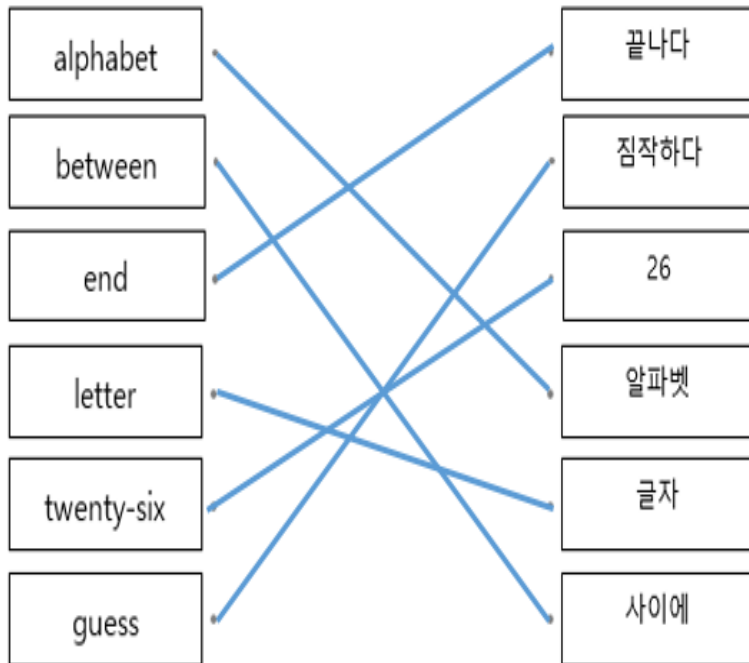 alphabet
끝나다
between
짐작하다
end
26
letter
알파벳
twenty-six
글자
guess
사이에